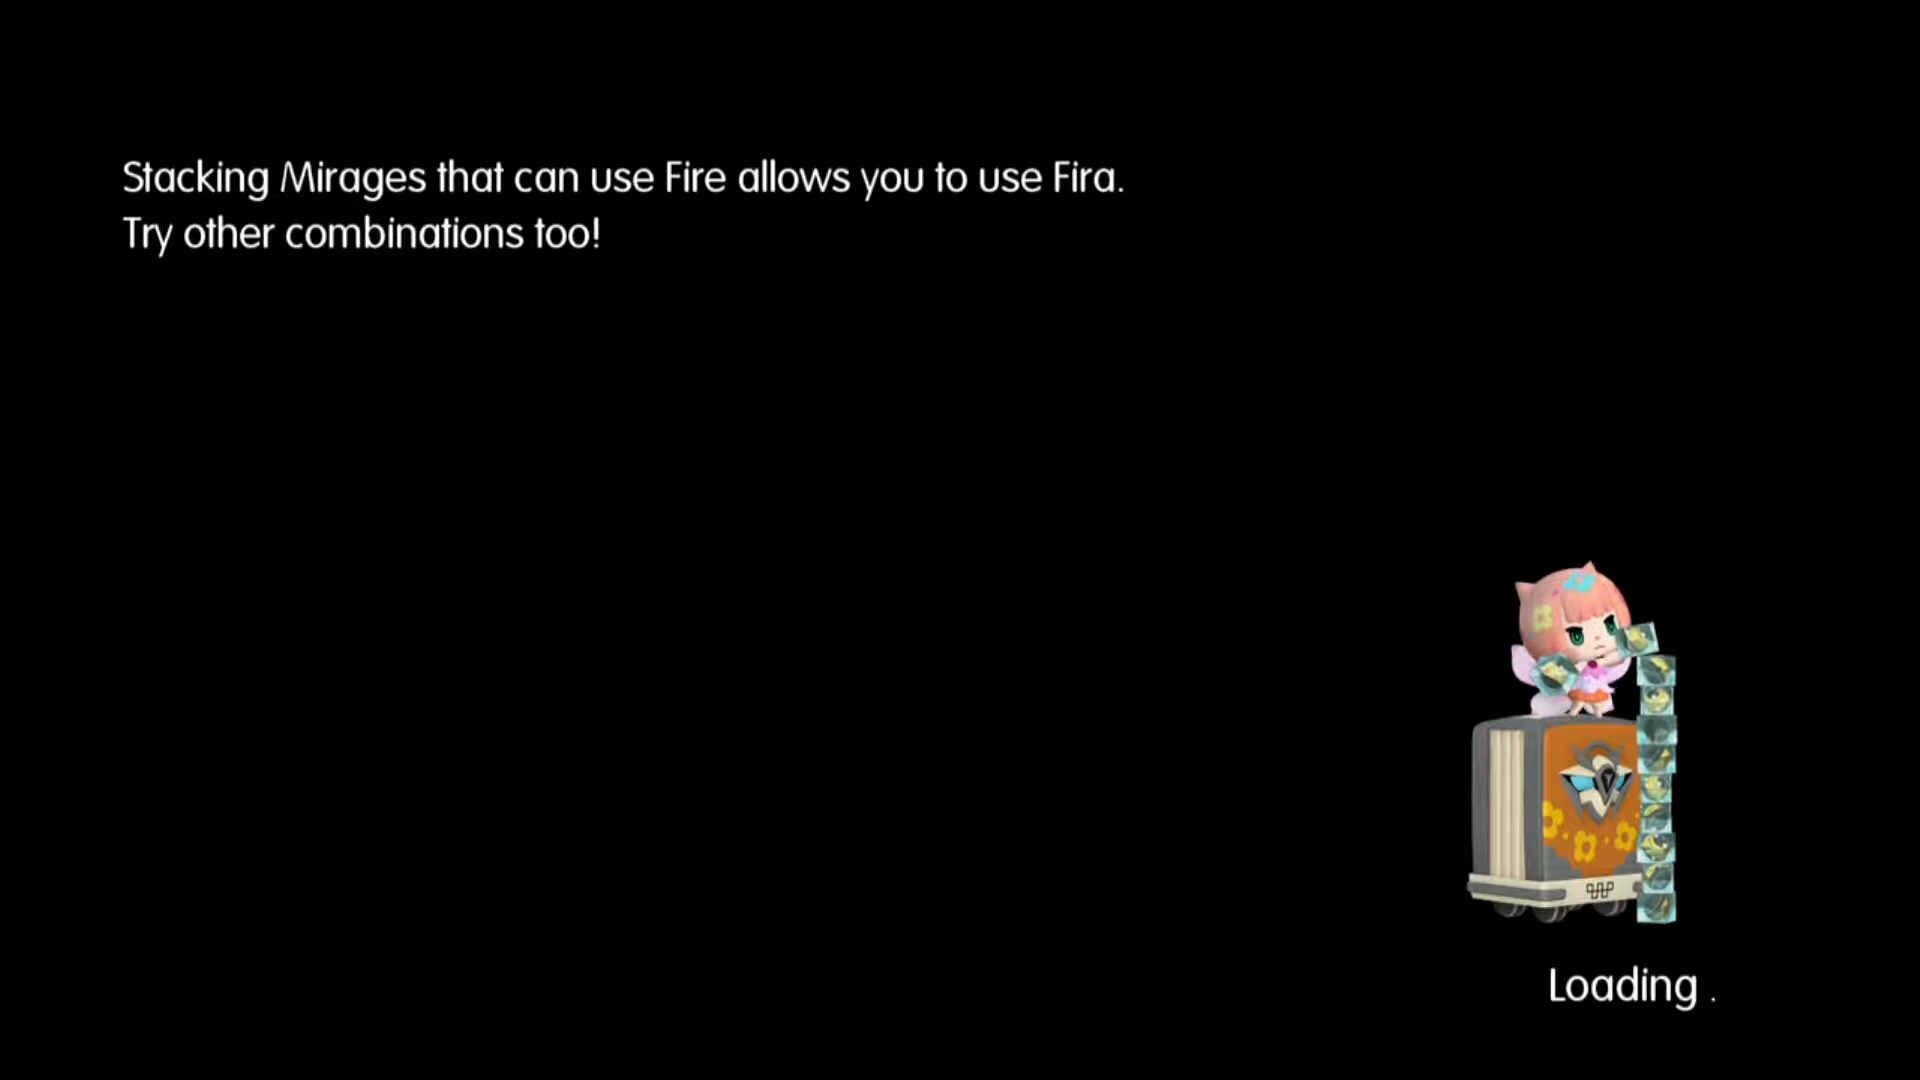 Stacking Mirages that can use Fire allows you to use Fira.
Try other combinations too!
Loading .